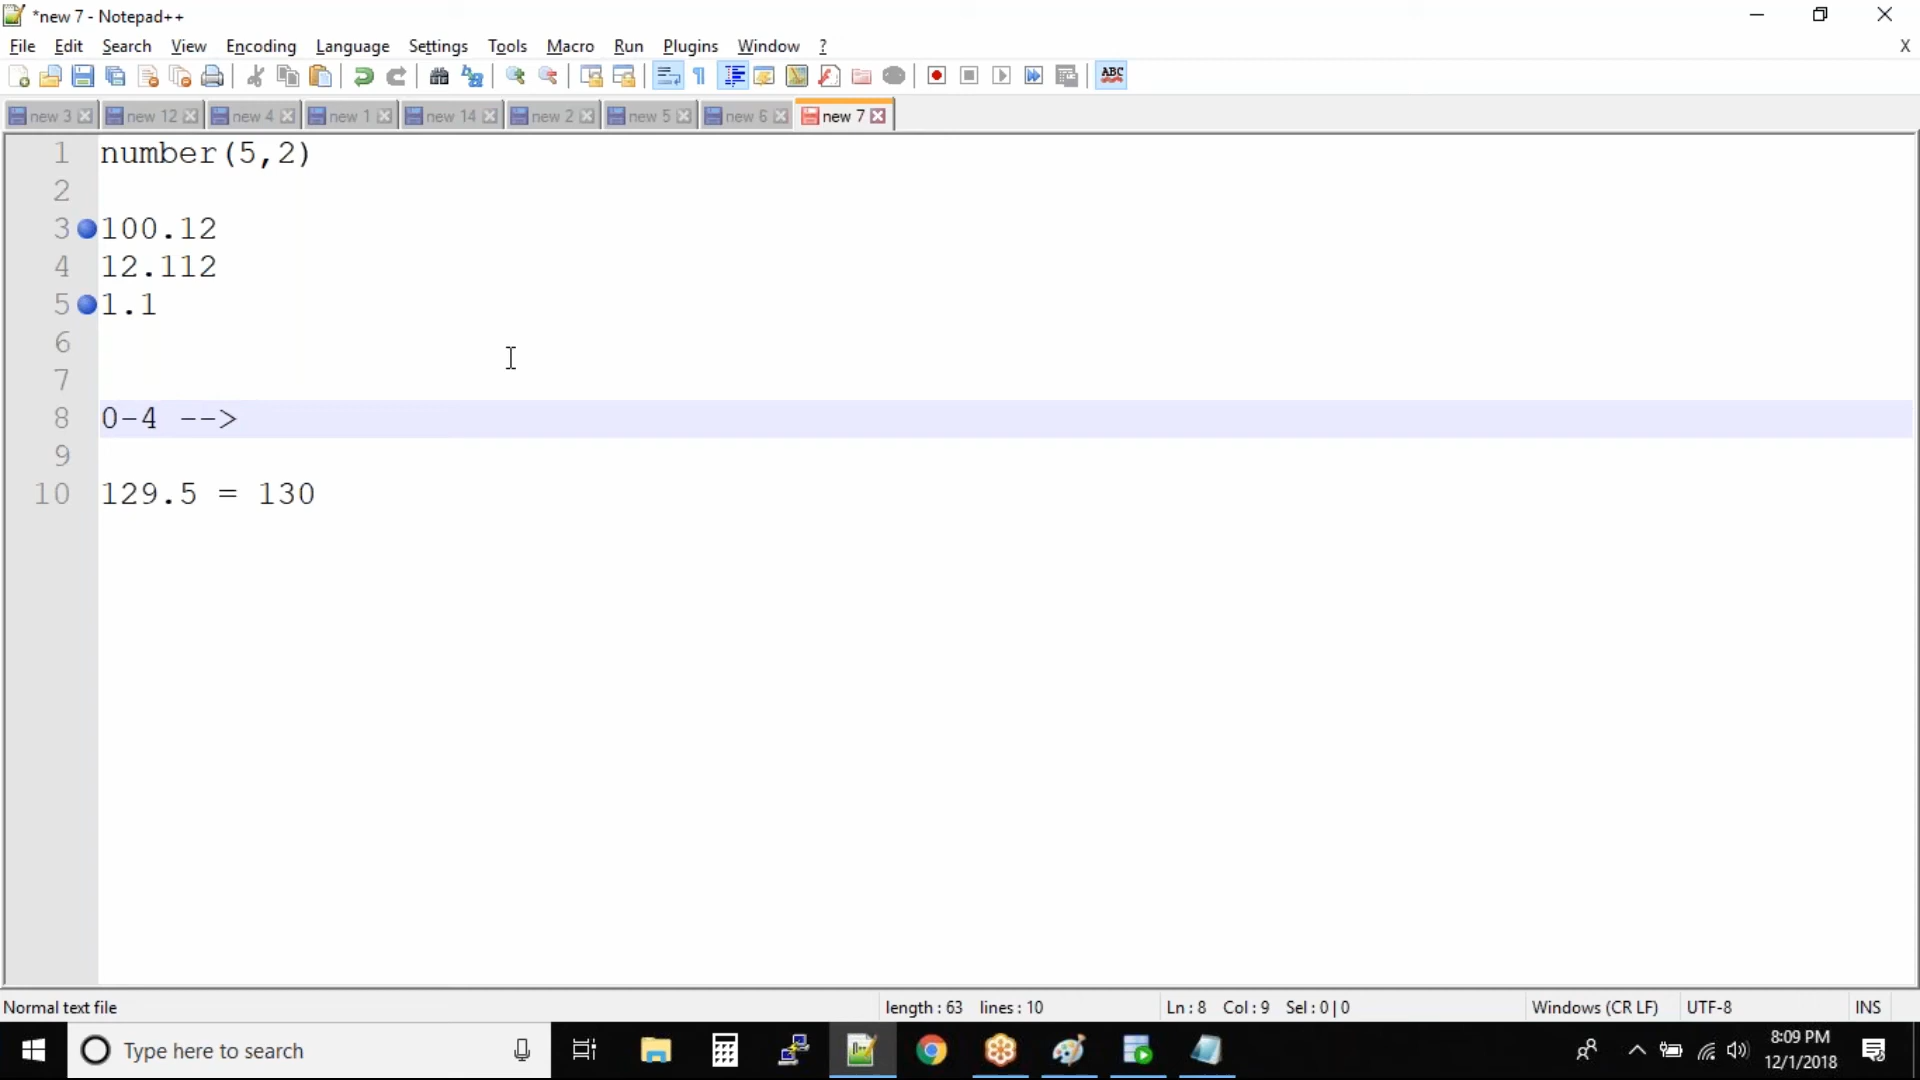 *new 7 - Notepad++
File Edit Search View Encoding Language Settings Tools Macro Run Plugins Window ? X
ABC
new 3 new 12 new 4 new 1 new 14 new 2 new 5 new 6 new 7
1 number(5,2)
2
3 100.12
4 12.112
5 1.1
6
7
8 0-4 -->
9
10 129.5 = 130
Normal text file length : 63 lines : 10 Ln : 8 Col : 9 Sel : 0 | 0 Windows (CR LF) UTF-8 INS
Type here to search
8:09 PM
12/1/2018